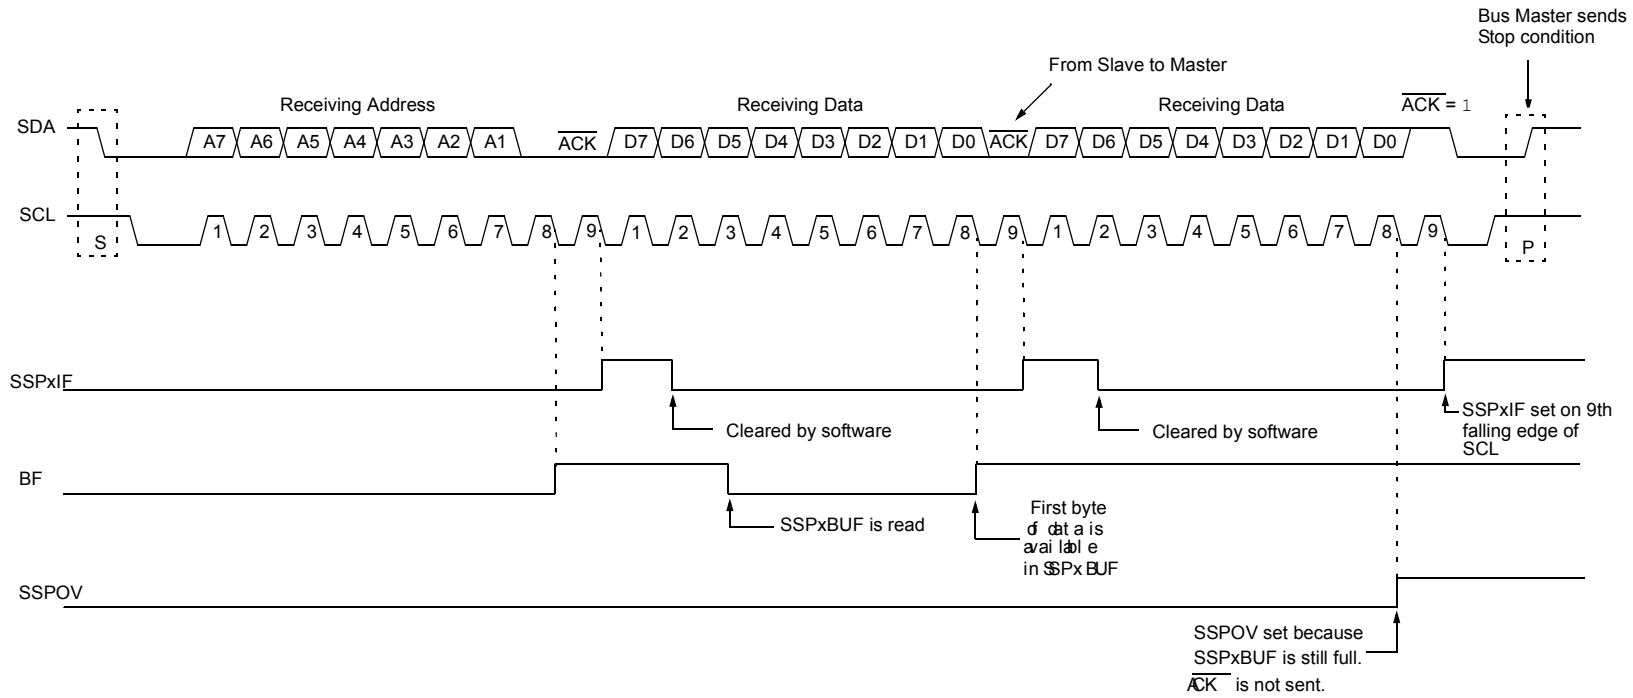 Bus Master sends
Stop condition
From Slave to Master
Receiving Address
Receiving Data
Receiving Data
ACK = 1
SDA
A7 A6 A5 A4 A3 A2 A1 ACK D7 D6 D5 D4 D3 D2 D1 D0 ACK D7 D6 D5 D4 D3 D2 D1 D0
SCL
S 1 2 3 4 5 6 7 8 9 1 2 3 4 5 6 7 8 9 1 2 3 4 5 6 7 8 9 P
SSPxIF
Cleared by software
Cleared by software
SSPxIF set on 9th
falling edge of
SCL
BF
SSPxBUF is read
First byte
of data is
available
in SSPxBUF
SSPOV
SSPOV set because
SSPxBUF is still full.
ACK is not sent.